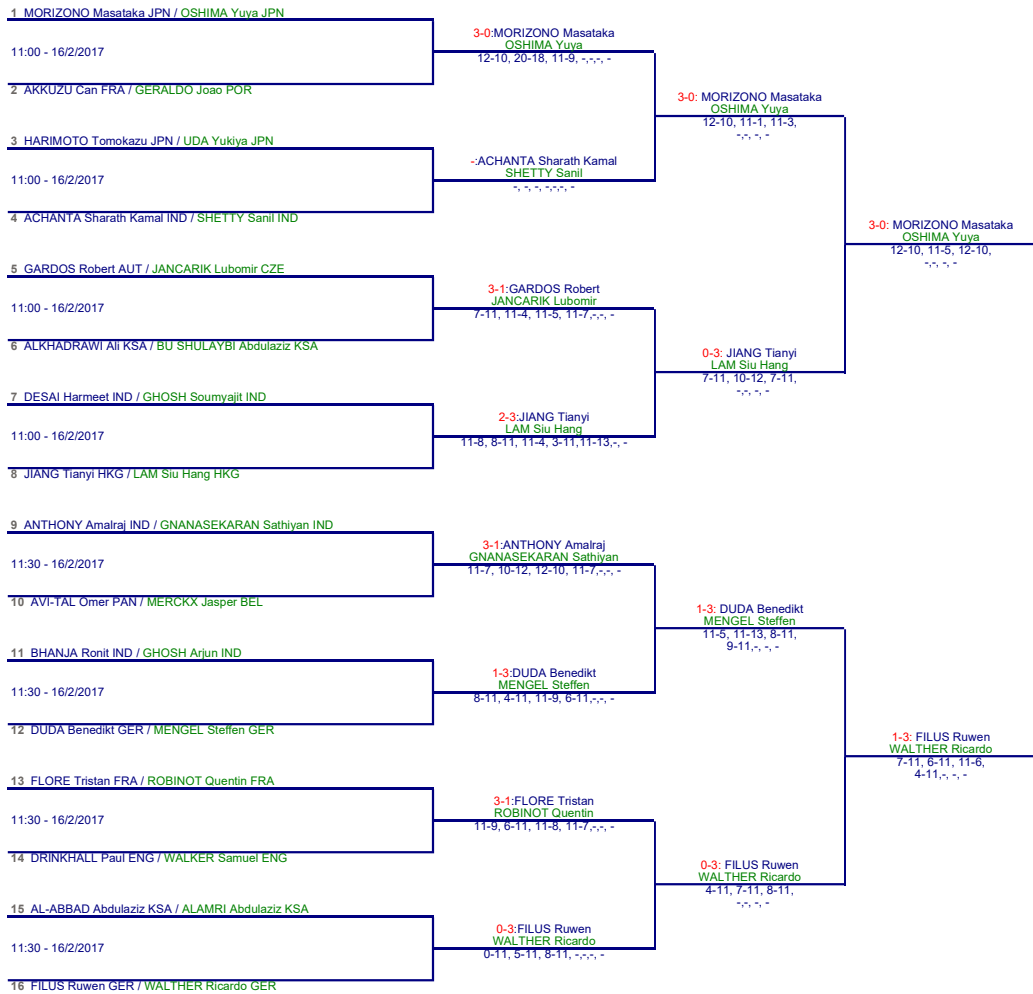 1 MORIZONO Masataka JPN / OSHIMA Yuya JPN
11:00 - 16/2/2017
2 AKKUZU Can FRA / GERALDO Joao POR
3 HARIMOTO Tomokazu JPN / UDA Yukiya JPN
11:00 - 16/2/2017
4 ACHANTA Sharath Kamal IND / SHETTY Sanil IND
5 GARDOS Robert AUT / JANCARIK Lubomir CZE
11:00 - 16/2/2017
6 ALKHADRAWI Ali KSA / BU SHULAYBI Abdulaziz KSA
7 DESAI Harmeet IND / GHOSH Soumyajit IND
11:00 - 16/2/2017
8 JIANG Tianyi HKG / LAM Siu Hang HKG
9 ANTHONY Amalraj IND / GNANASEKARAN Sathiyan IND
11:30 - 16/2/2017
10 AVI-TAL Omer PAN / MERCKX Jasper BEL
11 BHANJA Ronit IND / GHOSH Arjun IND
11:30 - 16/2/2017
12 DUDA Benedikt GER / MENGEL Steffen GER
13 FLORE Tristan FRA / ROBINOT Quentin FRA
11:30 - 16/2/2017
14 DRINKHALL Paul ENG / WALKER Samuel ENG
15 AL-ABBAD Abdulaziz KSA / ALAMRI Abdulaziz KSA
11:30 - 16/2/2017
16 FILUS Ruwen GER / WALTHER Ricardo GER
3-0:MORIZONO Masataka
OSHIMA Yuya
12-10, 20-18, 11-9, -,-,-, -
-:ACHANTA Sharath Kamal
SHETTY Sanil
-, -, -, -,-,-, -
3-1:GARDOS Robert
JANCARIK Lubomir
7-11, 11-4, 11-5, 11-7,-,-, -
2-3:JIANG Tianyi
LAM Siu Hang
11-8, 8-11, 11-4, 3-11,11-13,-, -
3-1:ANTHONY Amalraj
GNANASEKARAN Sathiyan
11-7, 10-12, 12-10, 11-7,-,-, -
1-3:DUDA Benedikt
MENGEL Steffen
8-11, 4-11, 11-9, 6-11,-,-, -
3-1:FLORE Tristan
ROBINOT Quentin
11-9, 6-11, 11-8, 11-7,-,-, -
0-3:FILUS Ruwen
WALTHER Ricardo
0-11, 5-11, 8-11, -,-,-, -
3-0: MORIZONO Masataka
OSHIMA Yuya
12-10, 11-1, 11-3,
-,-, -, -
0-3: JIANG Tianyi
LAM Siu Hang
7-11, 10-12, 7-11,
-,-, -, -
1-3: DUDA Benedikt
MENGEL Steffen
11-5, 11-13, 8-11,
9-11,-, -, -
0-3: FILUS Ruwen
WALTHER Ricardo
4-11, 7-11, 8-11,
-,-, -, -
3-0: MORIZONO Masataka
OSHIMA Yuya
12-10, 11-5, 12-10,
-,-, -, -
1-3: FILUS Ruwen
WALTHER Ricardo
7-11, 6-11, 11-6,
4-11,-, -, -